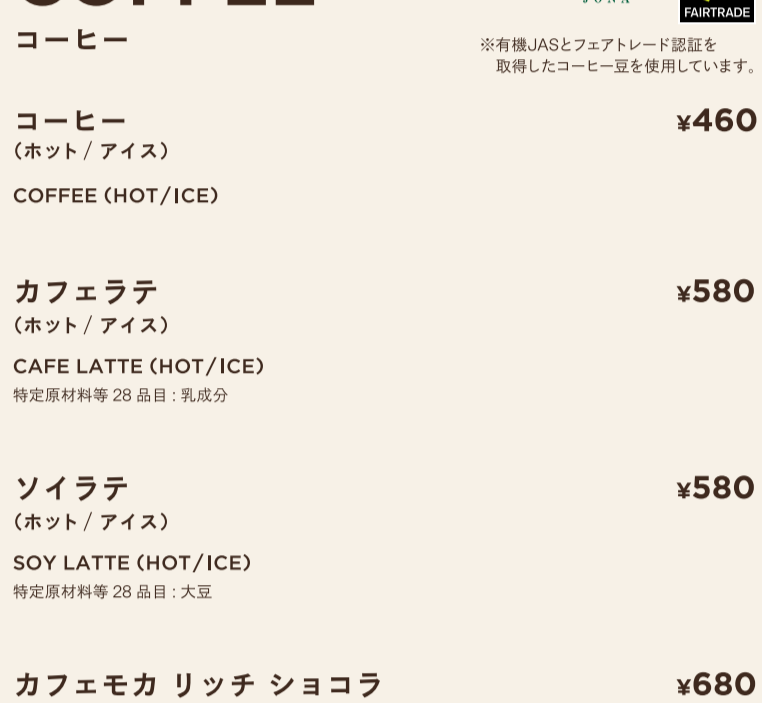 COFFEE
JONA
FAIRTRADE
コーヒー
※有機JASとフェアトレード認証を
取得したコーヒー豆を使用しています。
コーヒー ¥460
(ホット / アイス)
COFFEE (HOT/ICE)
カフェラテ ¥580
(ホット / アイス)
CAFE LATTE (HOT/ICE)
特定原材料等 28 品目 : 乳成分
ソイラテ ¥580
(ホット / アイス)
SOY LATTE (HOT/ICE)
特定原材料等 28 品目 : 大豆
カフェモカ リッチ ショコラ ¥680